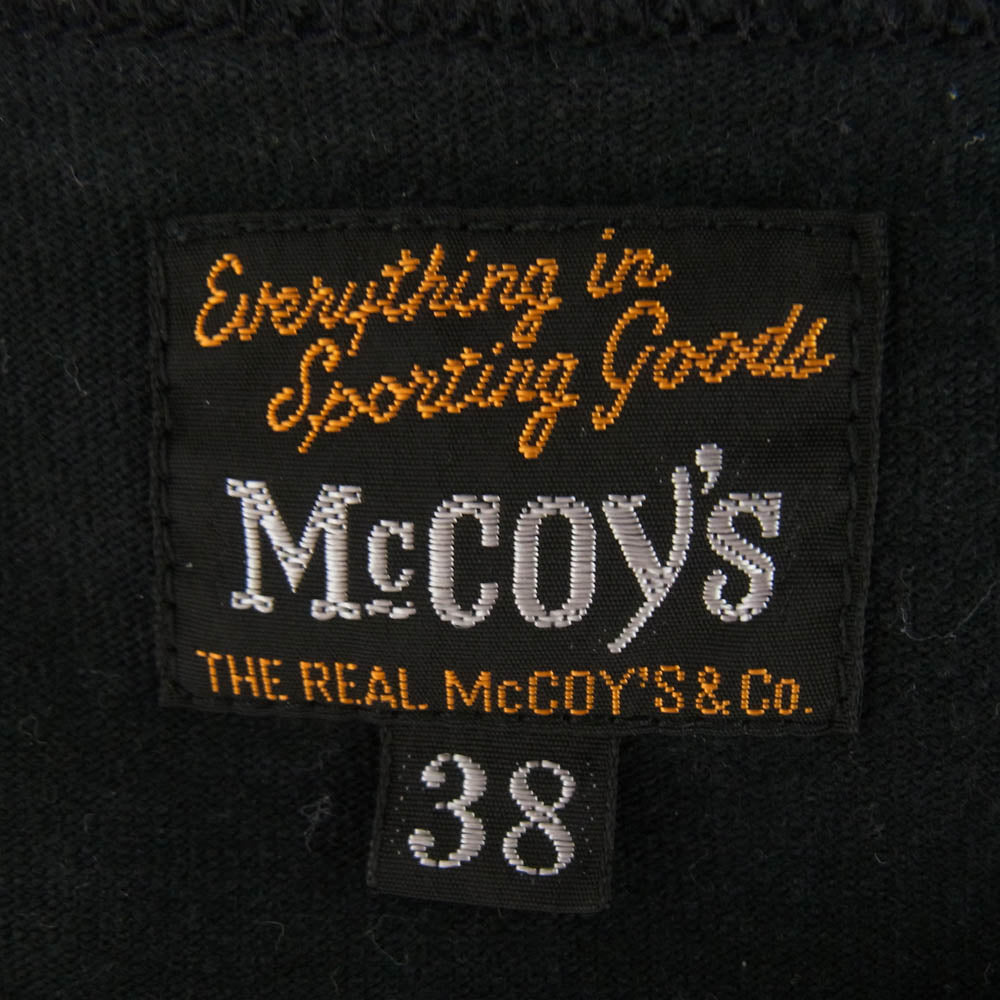 Everything in
Sporting Goods
McCOY's
THE REAL McCOY'S & Co.
38